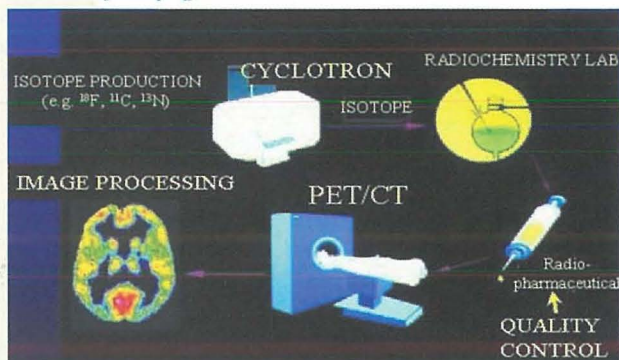 CYCLOTRON
RADIOCHEMISTRY LAB
ISOTOPE PRODUCTION
(e.g. ¹⁸F, ¹¹C, ¹³N)
ISOTOPE
IMAGE PROCESSING
PET/CT
Radio-
pharmaceutical
QUALITY
CONTROL